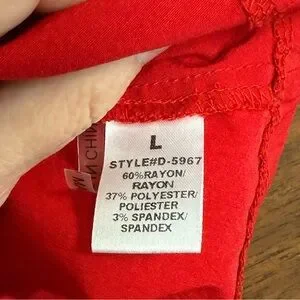 L
STYLE#D-5967
60%RAYON/
RAYON
37% POLYESTER/
POLIESTER
3% SPANDEX/
SPANDEX